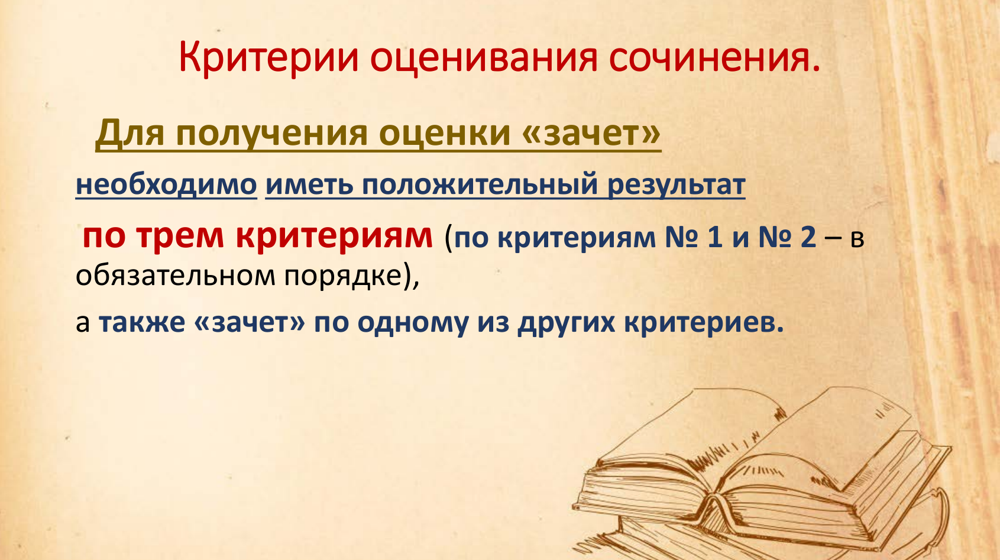 Критерии оценивания сочинения.
Для получения оценки «зачет»
необходимо иметь положительный результат
по трем критериям (по критериям № 1 и № 2 – в
обязательном порядке),
а также «зачет» по одному из других критериев.